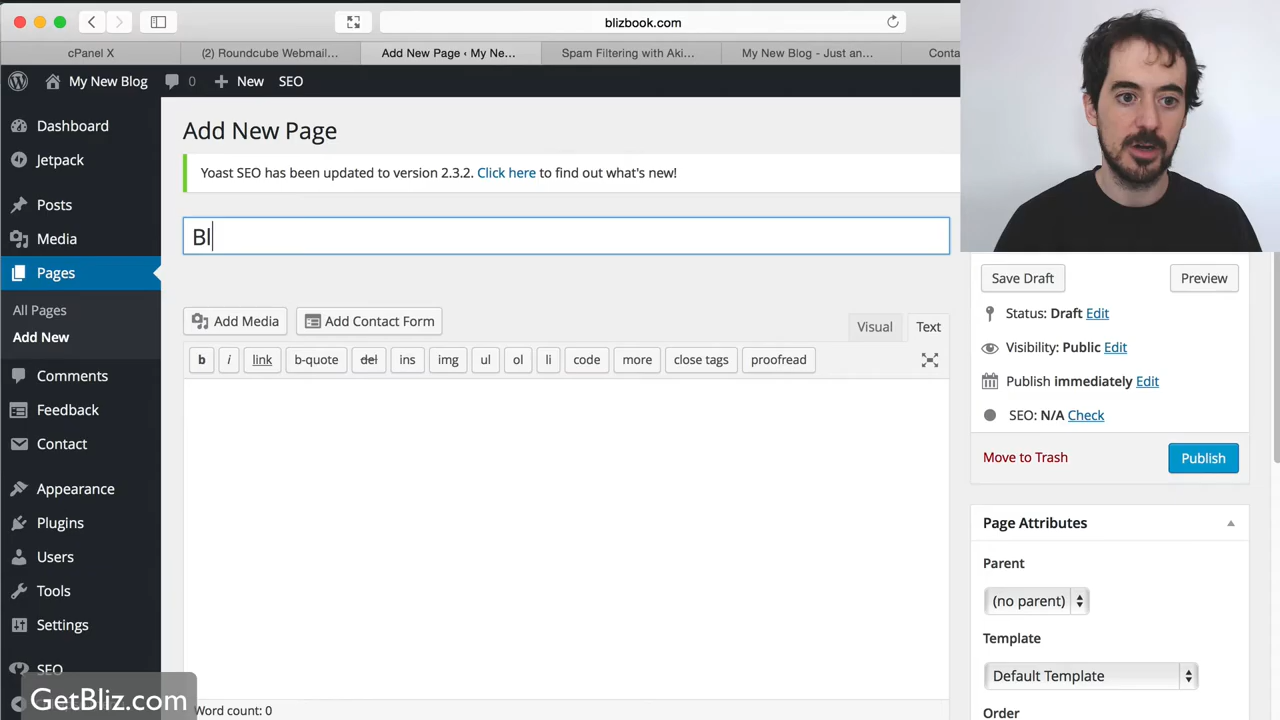 blizbook.com
cPanel X
(2) Roundcube Webmail...
Add New Page ‹ My Ne...
Spam Filtering with Aki...
My New Blog - Just an...
Conta
My New Blog
0
New
SEO
Dashboard
Jetpack
Posts
Media
Pages
All Pages
Add New
Comments
Feedback
Contact
Appearance
Plugins
Users
Tools
Settings
SEO
GetBliz.com
Add New Page
Yoast SEO has been updated to version 2.3.2. Click here to find out what's new!
Bl
Add Media
Add Contact Form
Visual
Text
b
i
link
b-quote
del
ins
img
ul
ol
li
code
more
close tags
proofread
Word count: 0
Save Draft
Preview
Status: Draft Edit
Visibility: Public Edit
Publish immediately Edit
SEO: N/A Check
Move to Trash
Publish
Page Attributes
Parent
(no parent)
Template
Default Template
Order